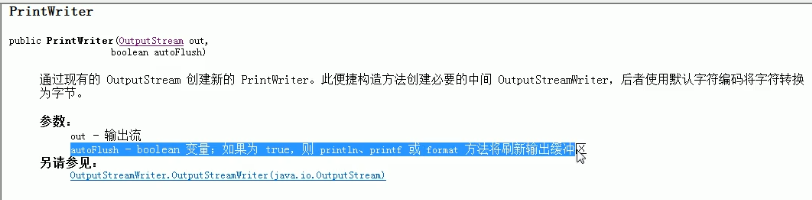 PrintWriter
public PrintWriter(OutputStream out,
boolean autoFlush)
通过现有的 OutputStream 创建新的 PrintWriter。此便捷构造方法创建必要的中间 OutputStreamWriter，后者使用默认字符编码将字符转换
为字节。
参数：
out - 输出流
autoFlush - boolean 变量；如果为 true，则 println、printf 或 format 方法将刷新输出缓冲区
另请参见：
OutputStreamWriter.OutputStreamWriter(java.io.OutputStream)